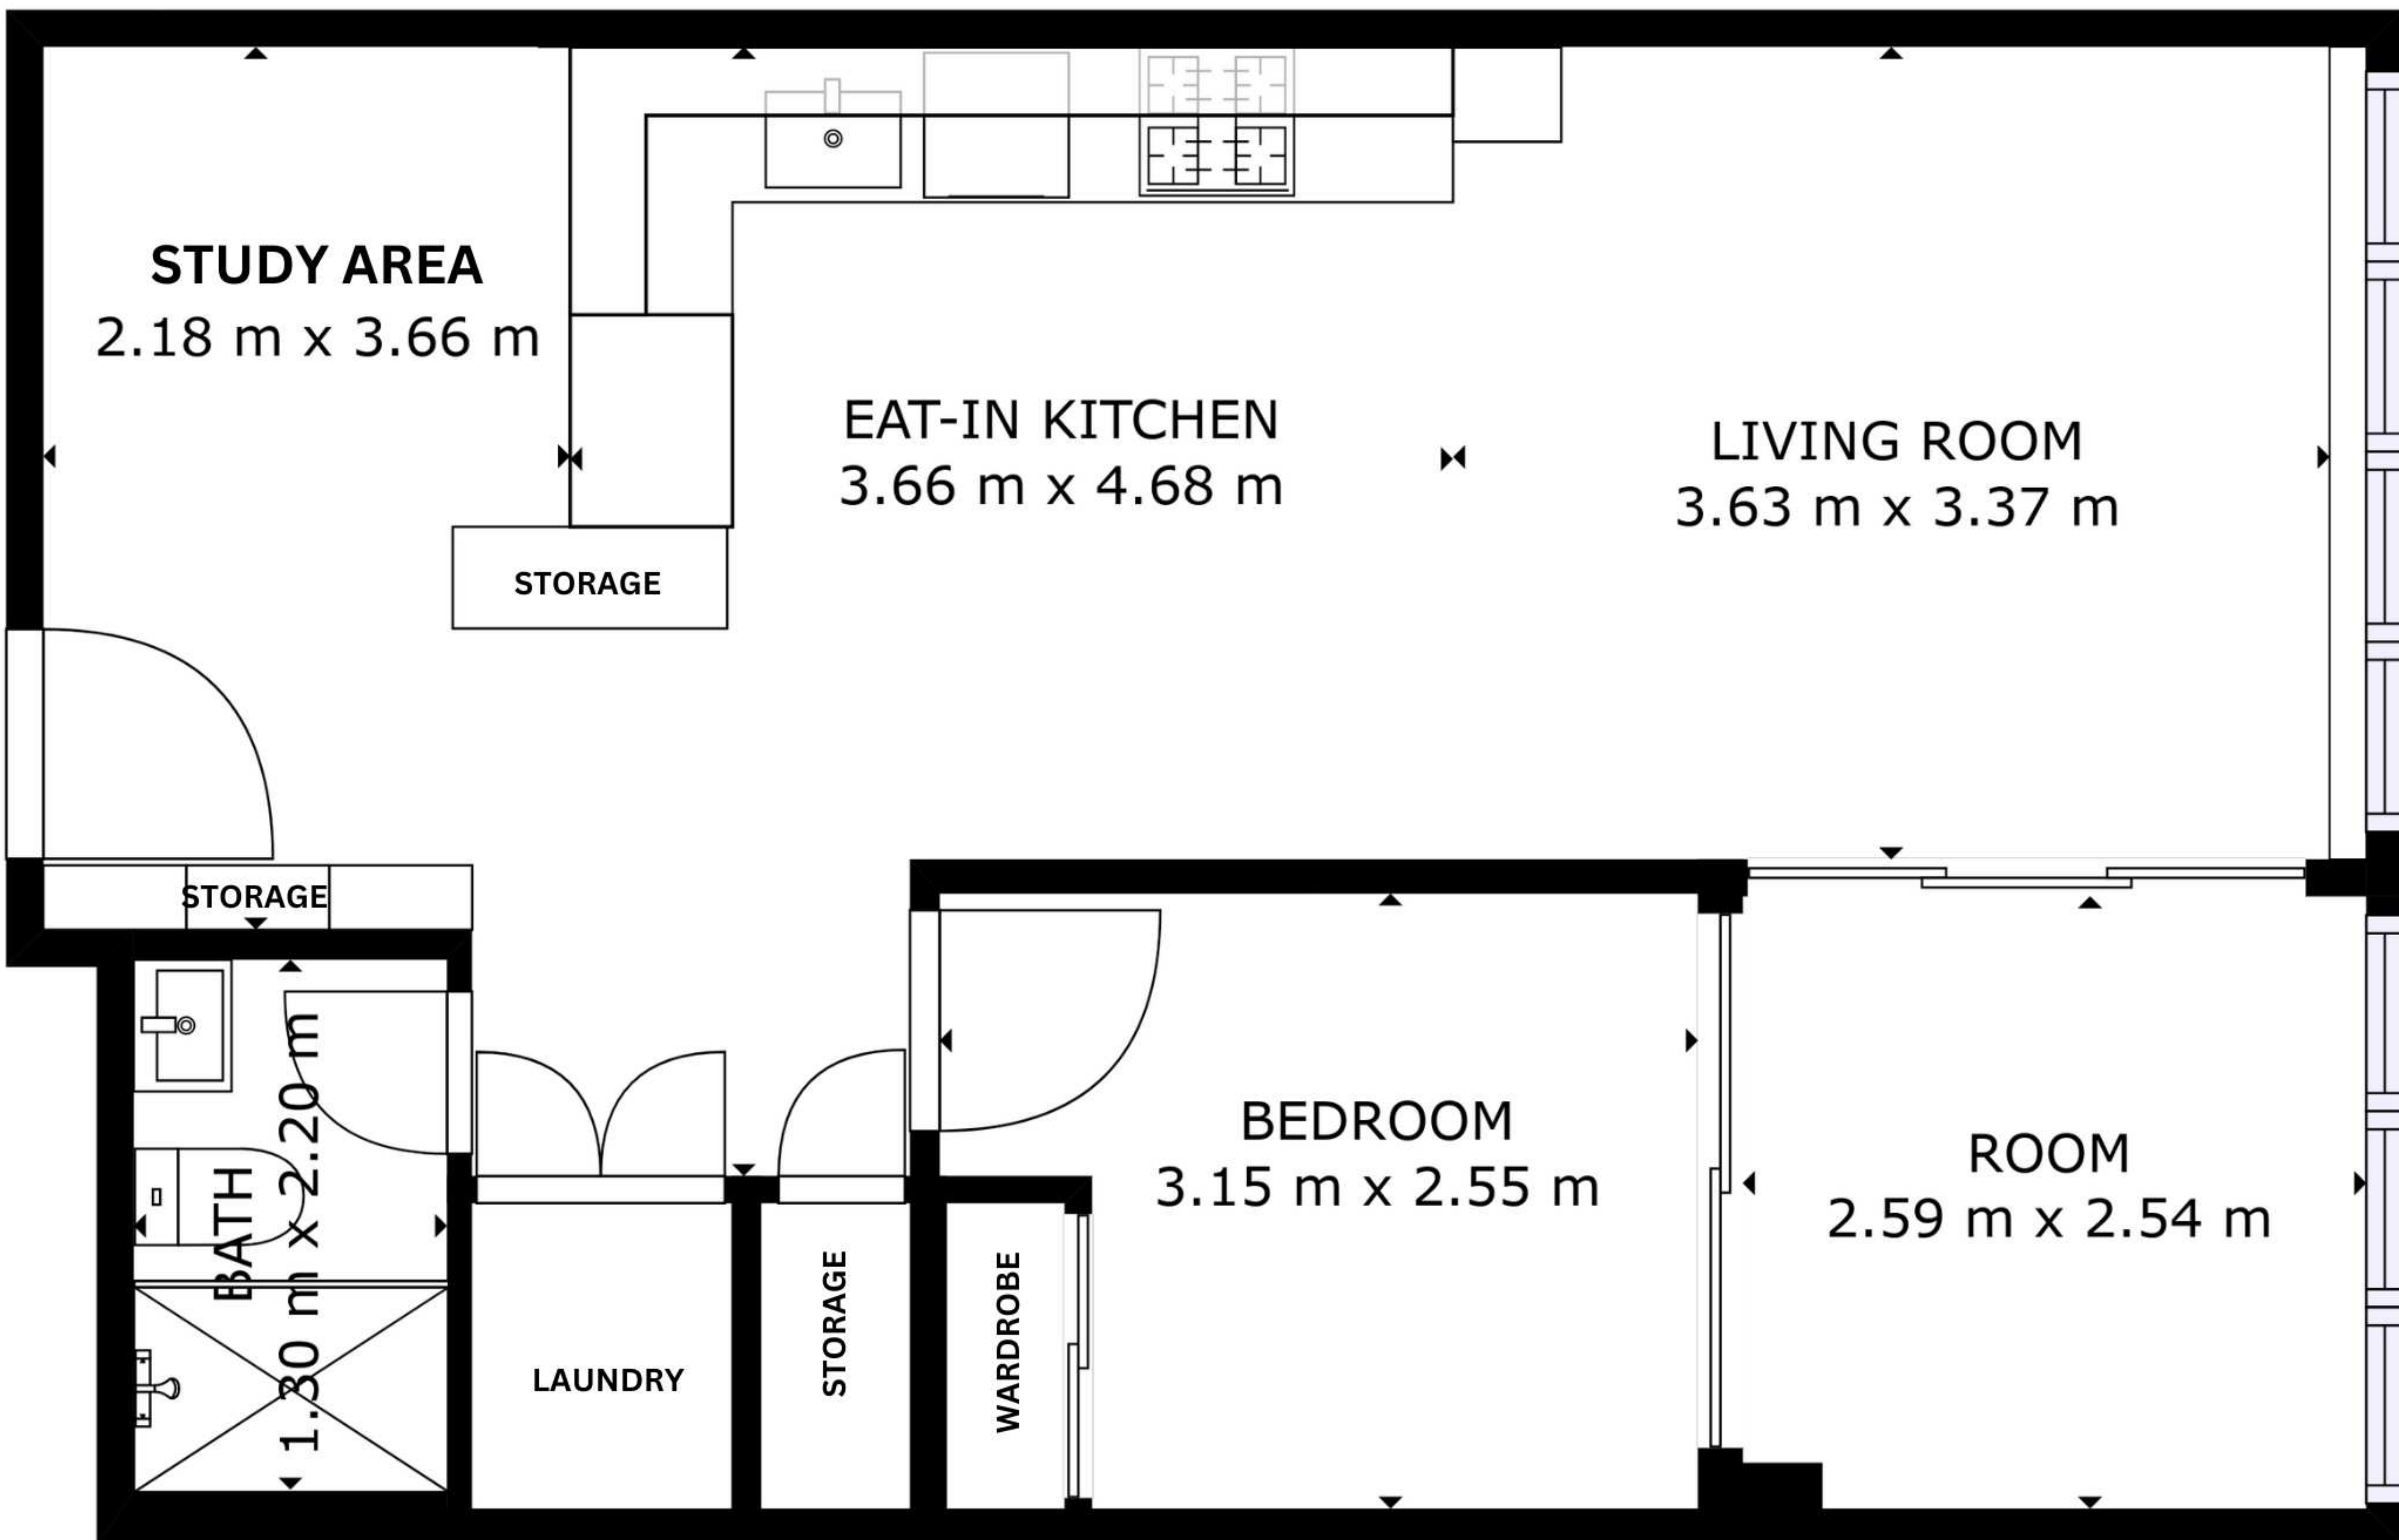 STUDY AREA
2.18 m x 3.66 m
EAT-IN KITCHEN
3.66 m x 4.68 m
LIVING ROOM
3.63 m x 3.37 m
STORAGE
STORAGE
BATH
1.30 m x 2.20 m
LAUNDRY
STORAGE
WARDROBE
BEDROOM
3.15 m x 2.55 m
ROOM
2.59 m x 2.54 m